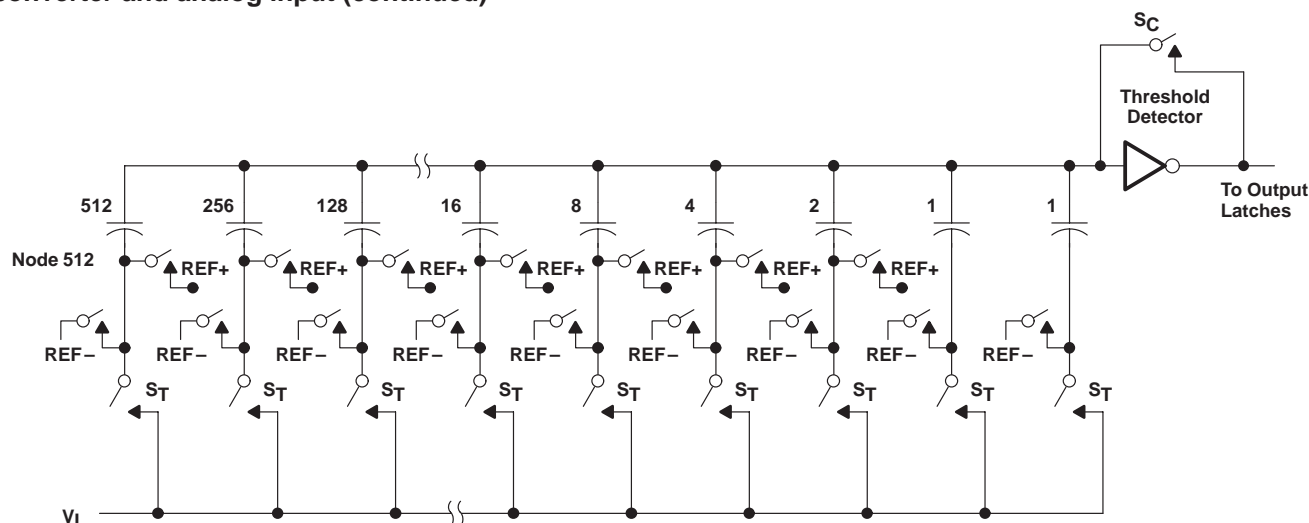 converter and analog input (continued)
SC
Threshold
Detector
To Output
Latches
512 256 128 16 8 4 2 1 1
Node 512 REF+ REF+ REF+ REF+ REF+ REF+ REF+
REF– REF– REF– REF– REF– REF– REF– REF– REF–
ST ST ST ST ST ST ST ST ST
VI